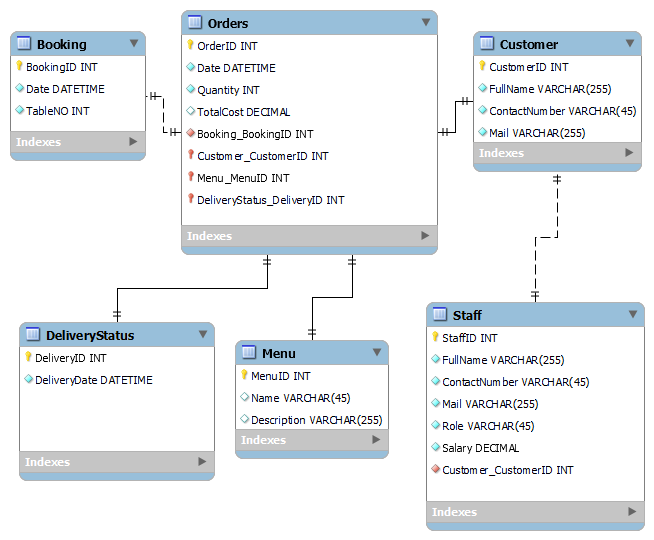 Booking
BookingID INT
Date DATETIME
TableNO INT
Indexes
Orders
OrderID INT
Date DATETIME
Quantity INT
TotalCost DECIMAL
Booking_BookingID INT
Customer_CustomerID INT
Menu_MenuID INT
DeliveryStatus_DeliveryID INT
Indexes
Customer
CustomerID INT
FullName VARCHAR(255)
ContactNumber VARCHAR(45)
Mail VARCHAR(255)
Indexes
DeliveryStatus
DeliveryID INT
DeliveryDate DATETIME
Indexes
Menu
MenuID INT
Name VARCHAR(45)
Description VARCHAR(255)
Indexes
Staff
StaffID INT
FullName VARCHAR(255)
ContactNumber VARCHAR(45)
Mail VARCHAR(255)
Role VARCHAR(45)
Salary DECIMAL
Customer_CustomerID INT
Indexes